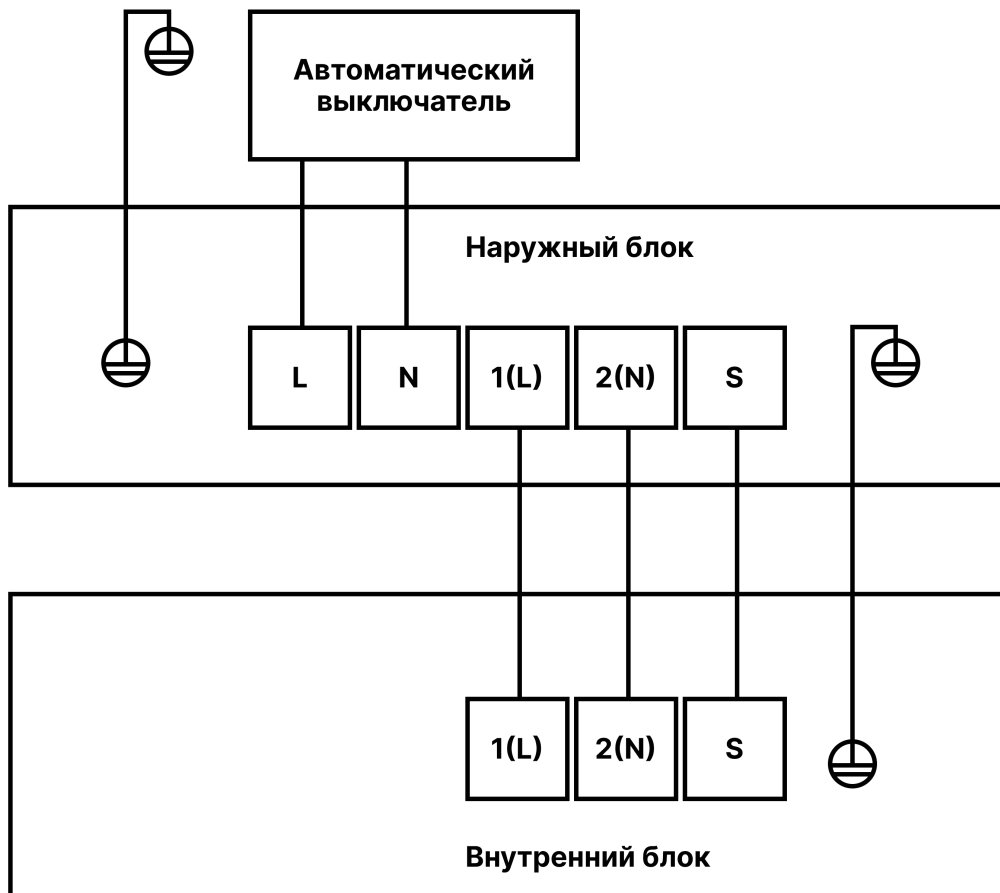 Автоматический
выключатель
Наружный блок
L N 1(L) 2(N) S
1(L) 2(N) S
Внутренний блок